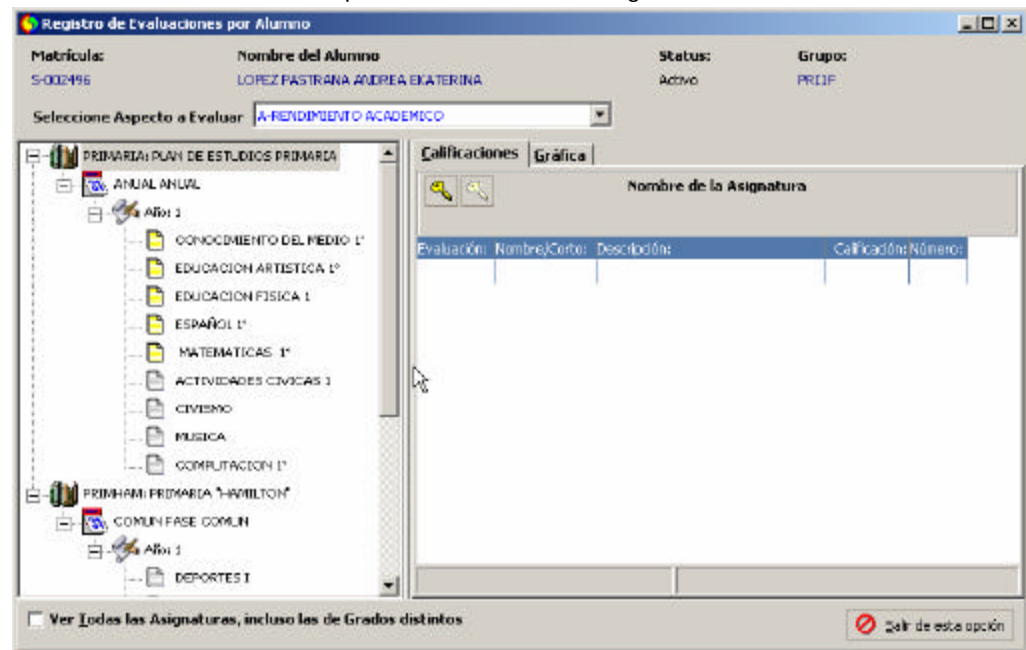 Registro de Evaluaciones por Alumno
Matrícula: Nombre del Alumno Status: Grupo:
S-002496 LOPEZ PASTRANA ANDREA EKATERINA Activo
Seleccione Aspecto a Evaluar A-RENDIMIENTO ACADEMICO
PRIMARIA: PLAN DE ESTUDIOS PRIMARIA
ANUAL ANUAL
Año: 1
CONOCIMIENTO DEL MEDIO 1°
EDUCACION ARTISTICA 1°
EDUCACION FISICA 1
ESPAÑOL 1°
MATEMATICAS 1°
ACTIVIDADES CIVICAS 1
CIVISMO
MUSICA
COMPUTACION 1°
PRIMHAM: PRIMARIA "HAMILTON"
COMUN FASE COMUN
Año: 1
DEPORTES I
Calificaciones Gráfica
Nombre de la Asignatura
Evaluación: Nombre/Corto: Descripción: Calificación: Número:
Ver Todas las Asignaturas, incluso las de Grados distintos
Salir de esta opción